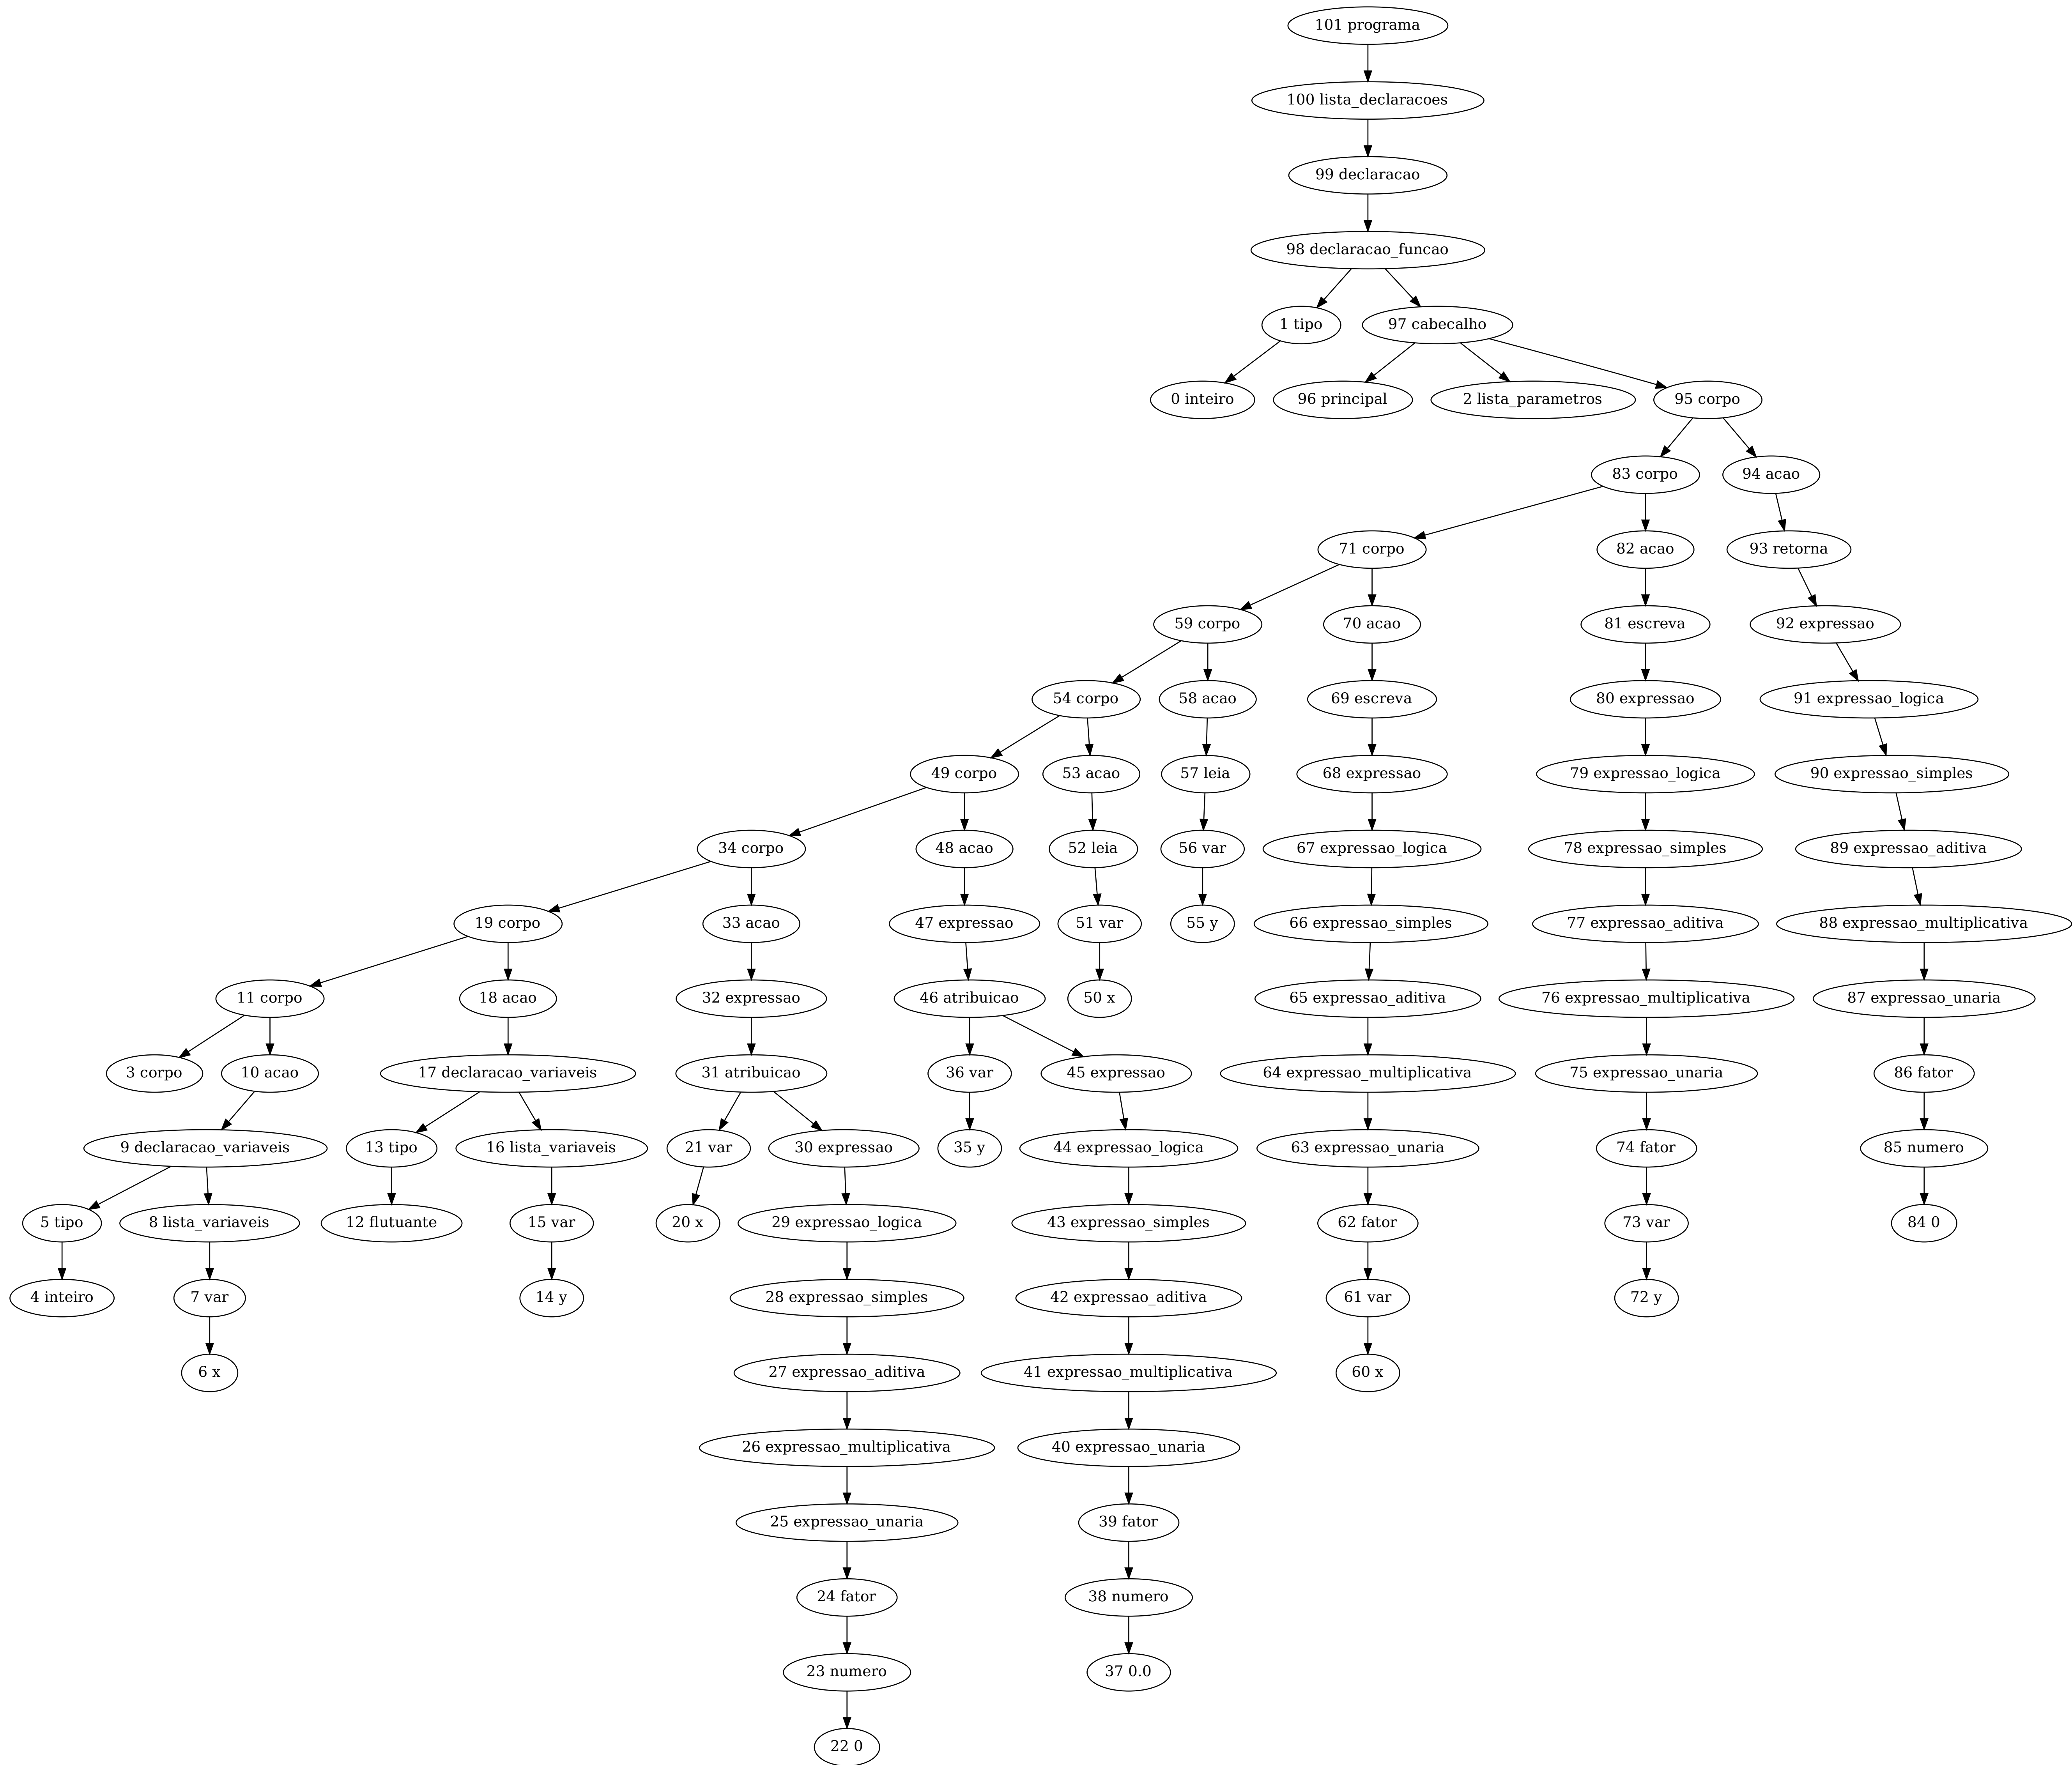 101 programa
100 lista_declaracoes
99 declaracao
98 declaracao_funcao
1 tipo
97 cabecalho
0 inteiro
96 principal
2 lista_parametros
95 corpo
83 corpo
94 acao
71 corpo
82 acao
93 retorna
59 corpo
70 acao
81 escreva
92 expressao
54 corpo
58 acao
69 escreva
80 expressao
91 expressao_logica
49 corpo
53 acao
57 leia
68 expressao
79 expressao_logica
90 expressao_simples
34 corpo
48 acao
52 leia
56 var
67 expressao_logica
78 expressao_simples
89 expressao_aditiva
19 corpo
33 acao
47 expressao
51 var
55 y
66 expressao_simples
77 expressao_aditiva
88 expressao_multiplicativa
11 corpo
18 acao
32 expressao
46 atribuicao
50 x
65 expressao_aditiva
76 expressao_multiplicativa
87 expressao_unaria
3 corpo
10 acao
17 declaracao_variaveis
31 atribuicao
36 var
45 expressao
64 expressao_multiplicativa
75 expressao_unaria
86 fator
9 declaracao_variaveis
13 tipo
16 lista_variaveis
21 var
30 expressao
35 y
44 expressao_logica
63 expressao_unaria
74 fator
85 numero
5 tipo
8 lista_variaveis
12 flutuante
15 var
20 x
29 expressao_logica
43 expressao_simples
62 fator
73 var
84 0
4 inteiro
7 var
14 y
28 expressao_simples
42 expressao_aditiva
61 var
72 y
6 x
27 expressao_aditiva
41 expressao_multiplicativa
60 x
26 expressao_multiplicativa
40 expressao_unaria
25 expressao_unaria
39 fator
24 fator
38 numero
23 numero
37 0.0
22 0